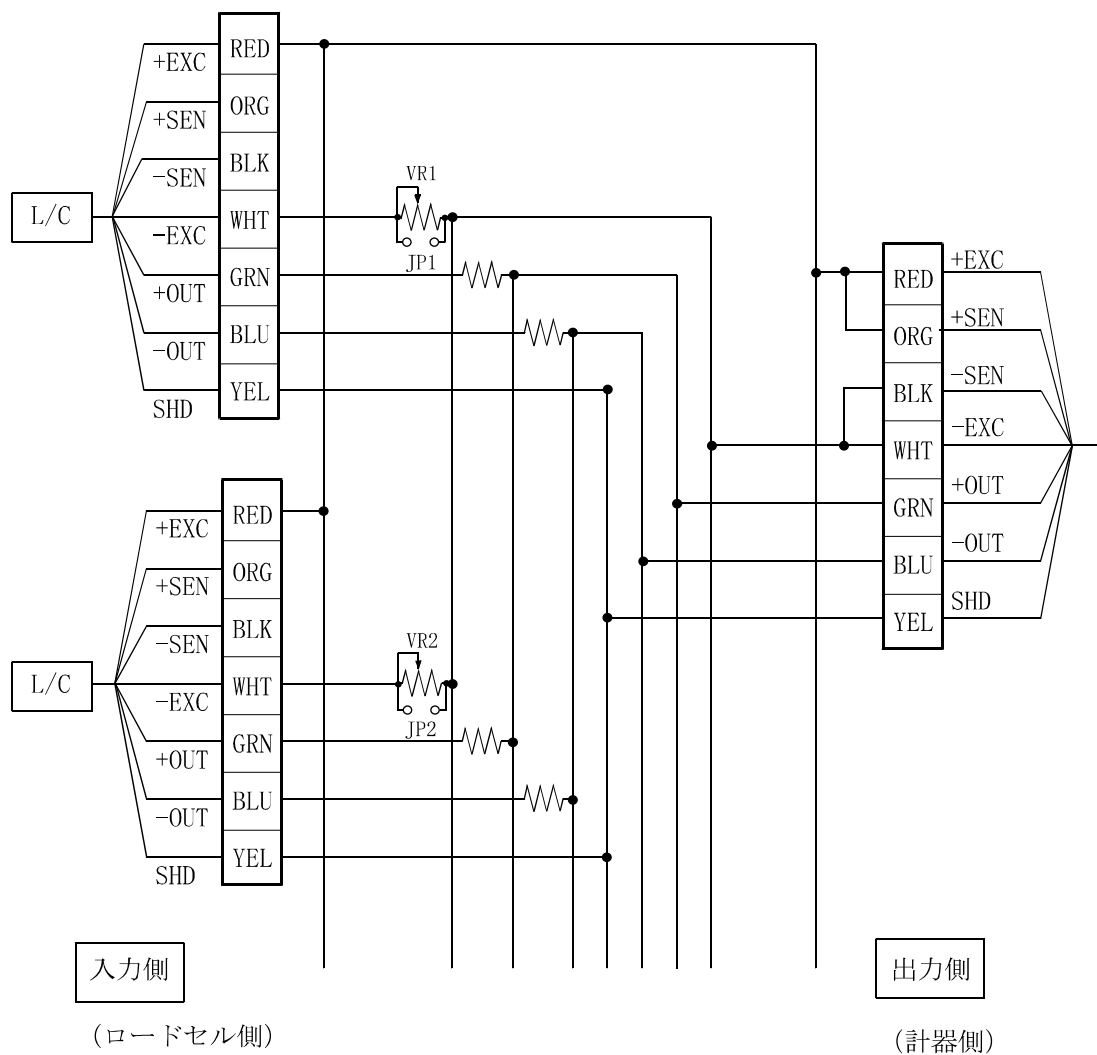 +EXC
+SEN
−SEN
−EXC
+OUT
−OUT
SHD
RED
ORG
BLK
WHT
GRN
BLU
YEL
L/C
VR1
JP1
+EXC
+SEN
−SEN
−EXC
+OUT
−OUT
SHD
RED
ORG
BLK
WHT
GRN
BLU
YEL
L/C
VR2
JP2
RED
ORG
BLK
WHT
GRN
BLU
YEL
+EXC
+SEN
−SEN
−EXC
+OUT
−OUT
SHD
入力側
(ロードセル側)
出力側
(計器側)